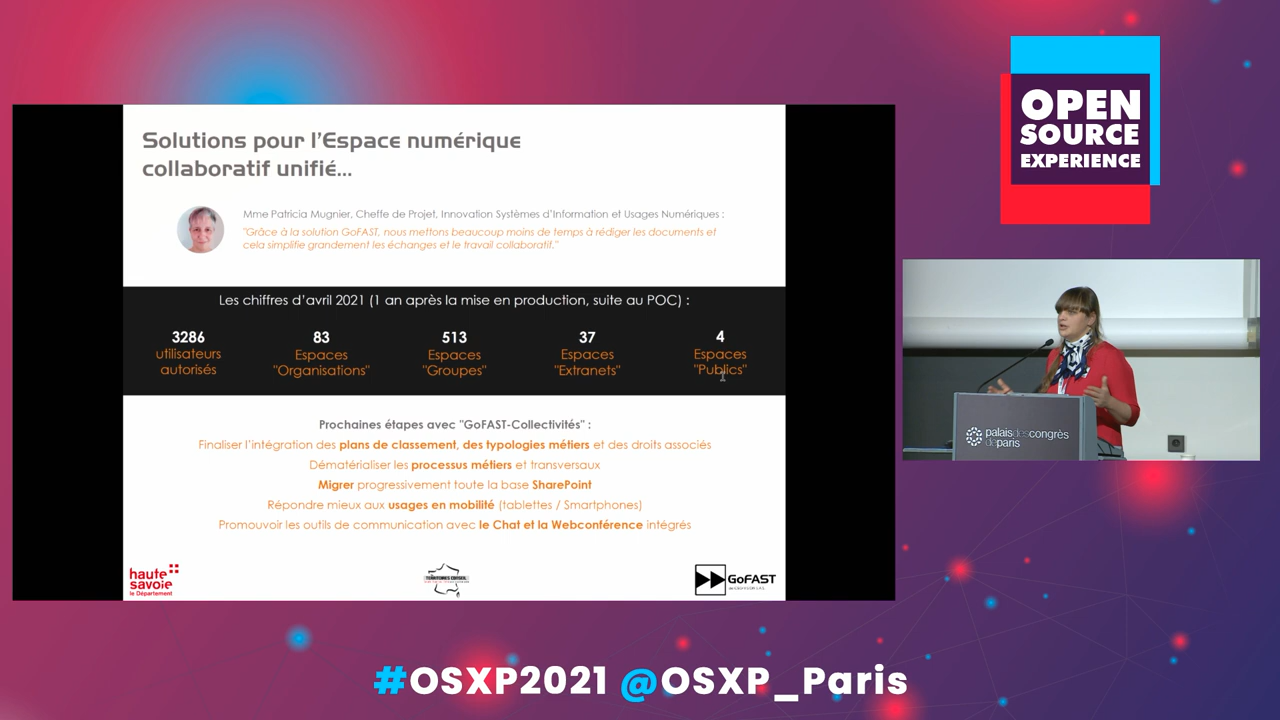 Solutions pour l'Espace numérique
collaboratif unifié...
Mme Patricia Mugnier, Cheffe de Projet, Innovation Systèmes d'Information et Usages Numériques :
"Grâce à la solution GoFAST, nous mettons beaucoup moins de temps à rédiger les documents et
cela simplifie grandement les échanges et le travail collaboratif."
Les chiffres d'avril 2021 (1 an après la mise en production, suite au POC) :
3286
utilisateurs
autorisés
83
Espaces
"Organisations"
513
Espaces
"Groupes"
37
Espaces
"Extranets"
4
Espaces
"Publics"
Prochaines étapes avec "GoFAST-Collectivités" :
Finaliser l'intégration des plans de classement, des typologies métiers et des droits associés
Dématérialiser les processus métiers et transversaux
Migrer progressivement toute la base SharePoint
Répondre mieux aux usages en mobilité (tablettes / Smartphones)
Promouvoir les outils de communication avec le Chat et la Webconférence intégrés
haute
savoie
le Département
TERRITOIRES CONSEIL
GoFAST
OPEN
SOURCE
EXPERIENCE
palaisdescongrès
deparis
#OSXP2021 @OSXP_Paris